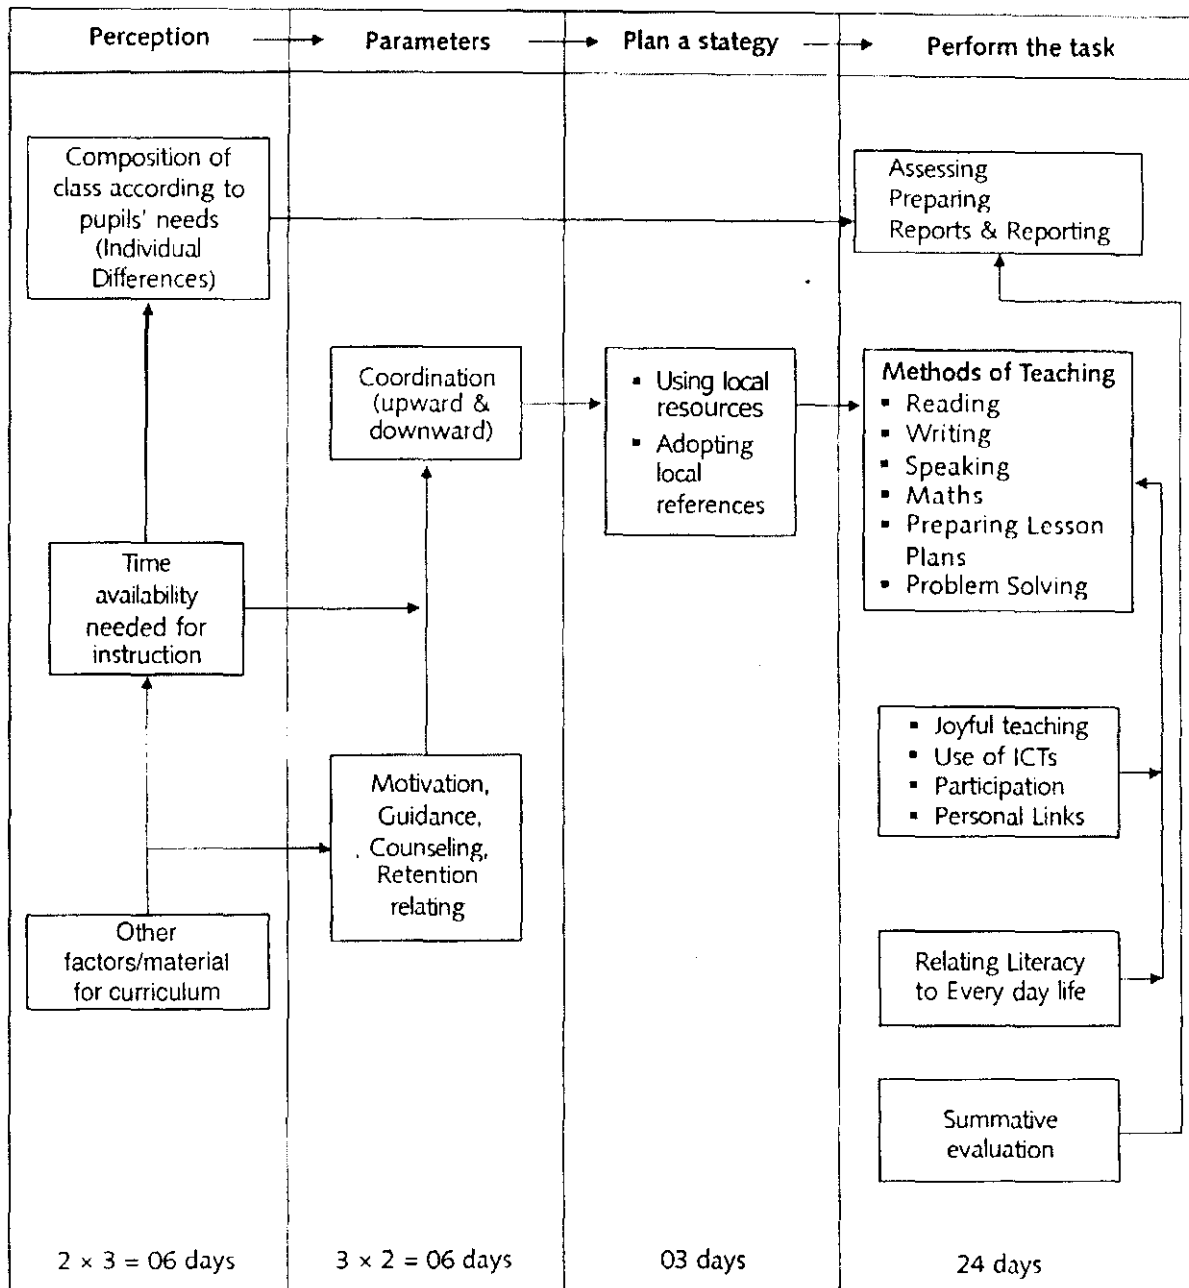 Perception
Parameters
Plan a stategy
Perform the task
Composition of
class according to
pupils' needs
(Individual
Differences)
Time
availability
needed for
instruction
Other
factors/material
for curriculum
2 × 3 = 06 days
Coordination
(upward &
downward)
Motivation,
Guidance,
Counseling,
Retention
relating
3 × 2 = 06 days
▪ Using local
resources
▪ Adopting
local
references
03 days
Assessing
Preparing
Reports & Reporting
Methods of Teaching
▪ Reading
▪ Writing
▪ Speaking
▪ Maths
▪ Preparing Lesson
Plans
▪ Problem Solving
▪ Joyful teaching
▪ Use of ICTs
▪ Participation
▪ Personal Links
Relating Literacy
to Every day life
Summative
evaluation
24 days